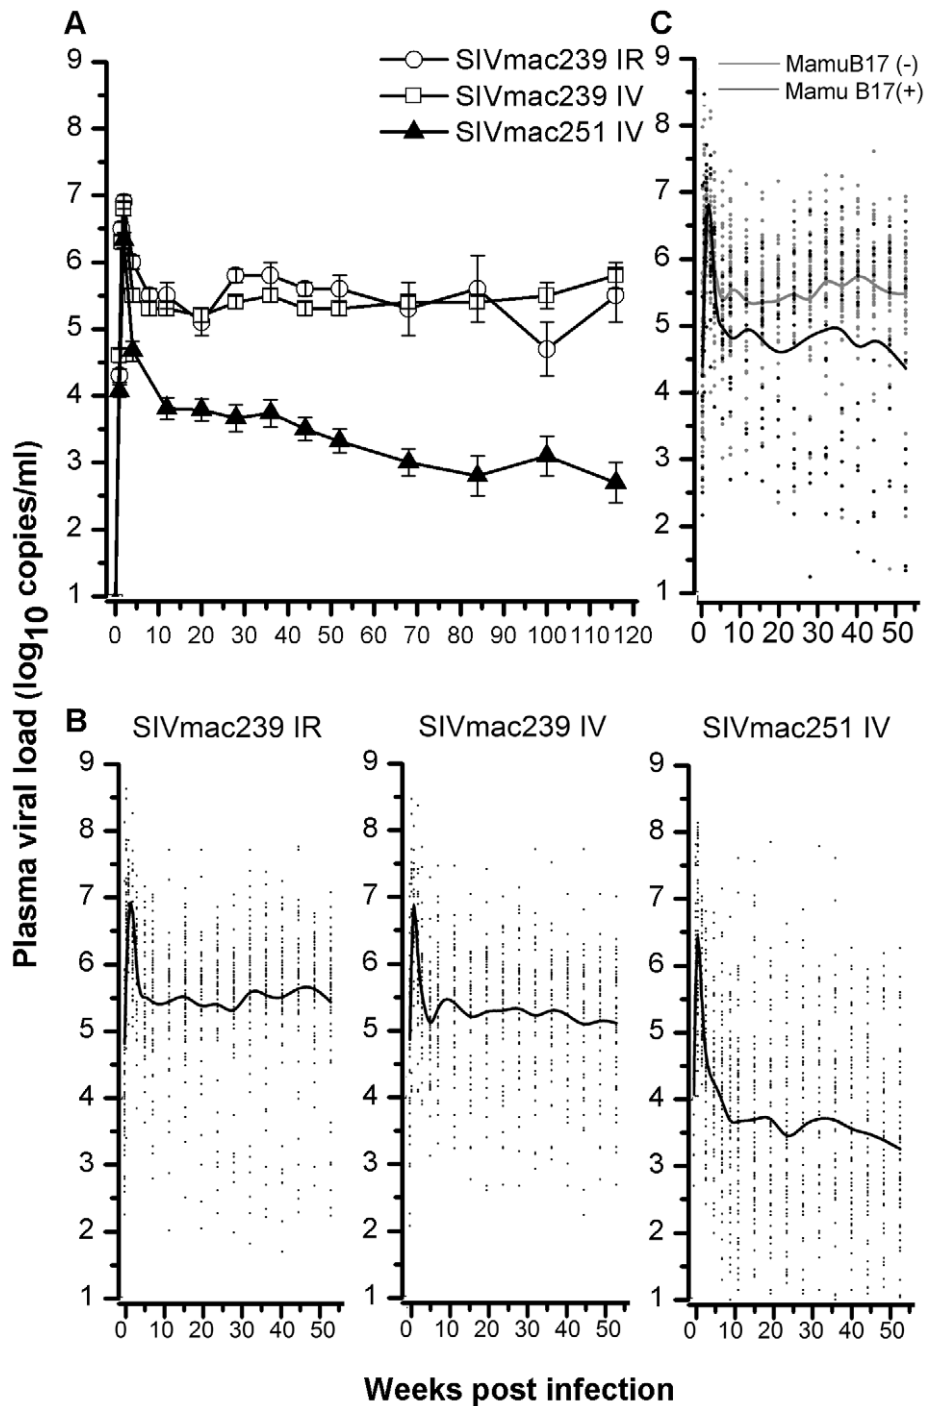 A
SIVmac239 IR
SIVmac239 IV
SIVmac251 IV
9
8
7
6
5
4
3
2
1
0 10 20 30 40 50 60 70 80 90 100 110 120
C
MamuB17 (-)
Mamu B17(+)
9
8
7
6
5
4
3
2
1
0 10 20 30 40 50
Plasma viral load (log10 copies/ml)
B
SIVmac239 IR
9
8
7
6
5
4
3
2
1
0 10 20 30 40 50
SIVmac239 IV
9
8
7
6
5
4
3
2
1
0 10 20 30 40 50
SIVmac251 IV
9
8
7
6
5
4
3
2
1
0 10 20 30 40 50
Weeks post infection